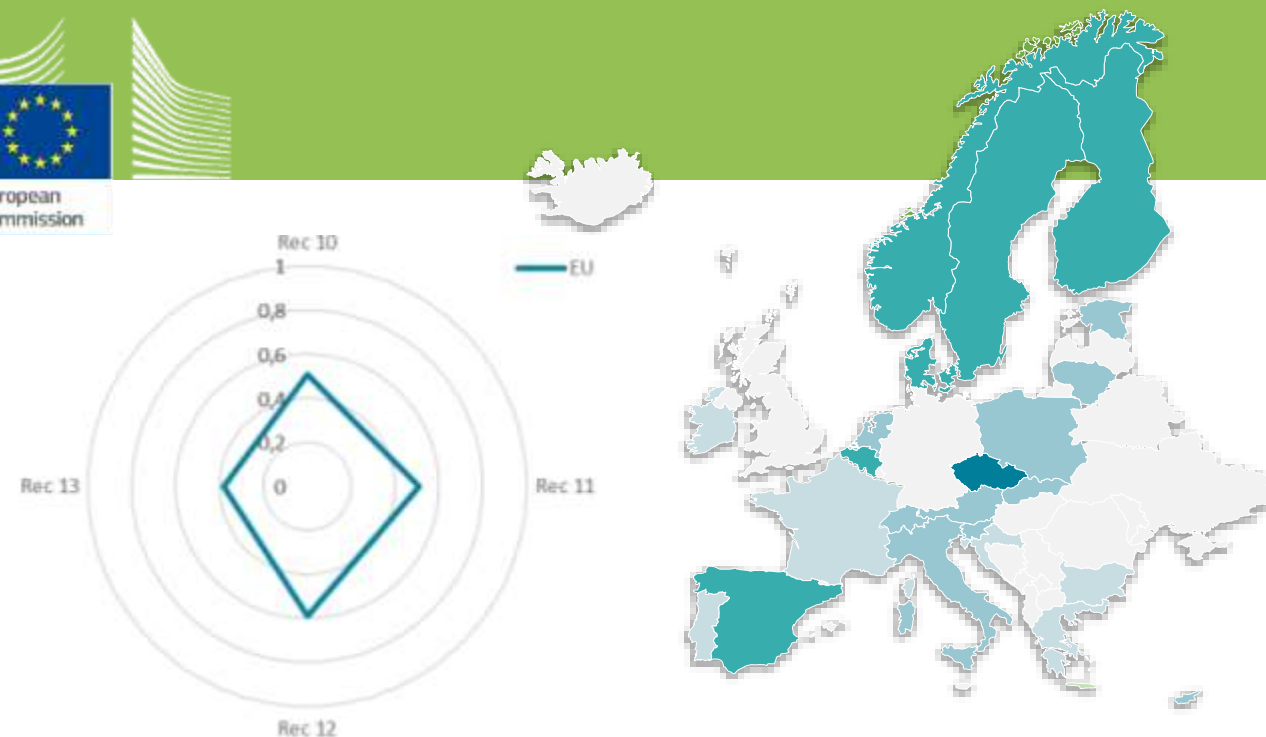 ropean
mmission
Rec 10
1
EU
0,8
0,6
0,4
0,2
Rec 13
0
Rec 11
Rec 12